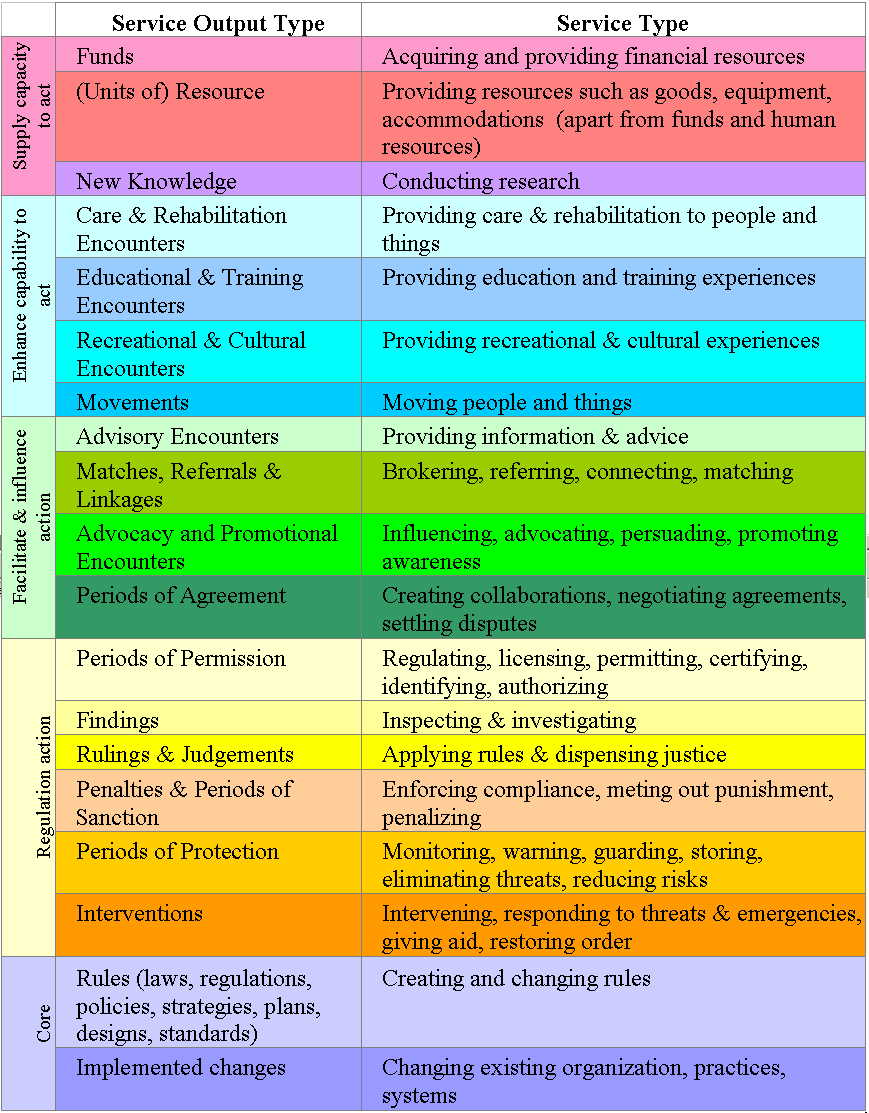 Service Output Type
Service Type
Supply capacity
to act
Funds
Acquiring and providing financial resources
(Units of) Resource
Providing resources such as goods, equipment,
accommodations (apart from funds and human
resources)
New Knowledge
Conducting research
Enhance capability to
act
Care & Rehabilitation
Encounters
Providing care & rehabilitation to people and
things
Educational & Training
Encounters
Providing education and training experiences
Recreational & Cultural
Encounters
Providing recreational & cultural experiences
Movements
Moving people and things
Facilitate & influence
action
Advisory Encounters
Providing information & advice
Matches, Referrals &
Linkages
Brokering, referring, connecting, matching
Advocacy and Promotional
Encounters
Influencing, advocating, persuading, promoting
awareness
Periods of Agreement
Creating collaborations, negotiating agreements,
settling disputes
Regulation action
Periods of Permission
Regulating, licensing, permitting, certifying,
identifying, authorizing
Findings
Inspecting & investigating
Rulings & Judgements
Applying rules & dispensing justice
Penalties & Periods of
Sanction
Enforcing compliance, meting out punishment,
penalizing
Periods of Protection
Monitoring, warning, guarding, storing,
eliminating threats, reducing risks
Interventions
Intervening, responding to threats & emergencies,
giving aid, restoring order
Core
Rules (laws, regulations,
policies, strategies, plans,
designs, standards)
Creating and changing rules
Implemented changes
Changing existing organization, practices,
systems